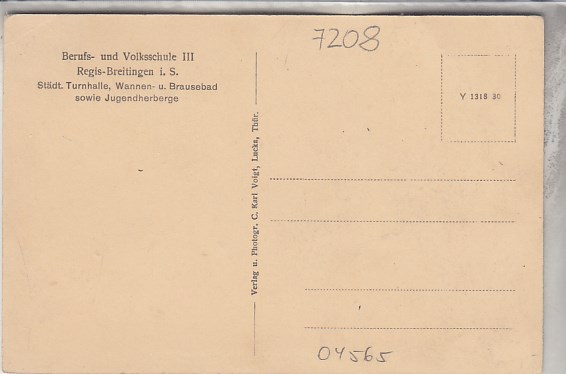 7208
Berufs- und Volksschule III
Regis-Breitingen i. S.
Städt. Turnhalle, Wannen- u. Brausebad
sowie Jugendherberge
Y 1318 30
Verlag u. Photogr. C. Karl Voigt, Lucka, Thür.
04565